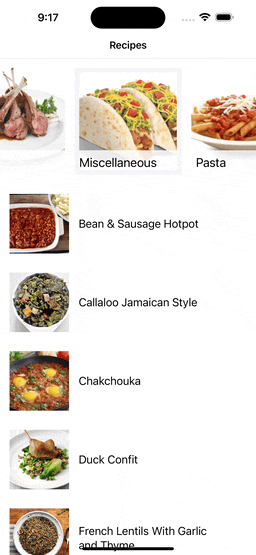 9:17
Recipes
Miscellaneous
Pasta
Bean & Sausage Hotpot
Callaloo Jamaican Style
Chakchouka
Duck Confit
French Lentils With Garlic
and Thyme